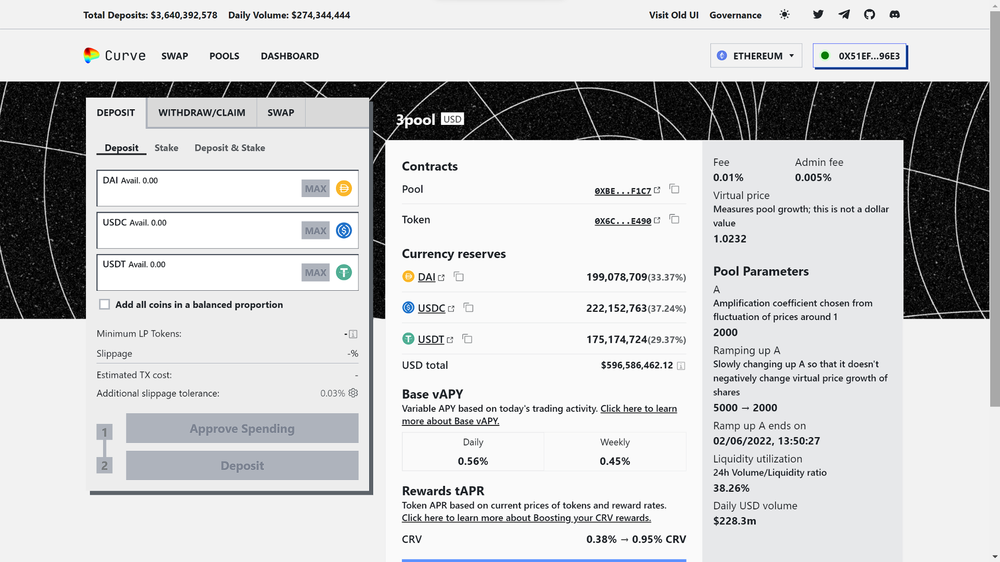 Total Deposits: $3,640,392,578 Daily Volume: $274,344,444
Visit Old UI Governance
Curve SWAP POOLS DASHBOARD
ETHEREUM
0X51EF...96E3
DEPOSIT WITHDRAW/CLAIM SWAP
Deposit Stake Deposit & Stake
DAI Avail. 0.00
MAX
USDC Avail. 0.00
MAX
USDT Avail. 0.00
MAX
Add all coins in a balanced proportion
Minimum LP Tokens: -
Slippage -%
Estimated TX cost: -
Additional slippage tolerance: 0.03%
1 Approve Spending
2 Deposit
3pool USD
Contracts
Pool 0XBE...F1C7
Token 0X6C...E490
Currency reserves
DAI 199,078,709(33.37%)
USDC 222,152,763(37.24%)
USDT 175,174,724(29.37%)
USD total $596,586,462.12
Base vAPY
Variable APY based on today's trading activity. Click here to learn
more about Base vAPY.
Daily Weekly
0.56% 0.45%
Rewards tAPR
Token APR based on current prices of tokens and reward rates.
Click here to learn more about Boosting your CRV rewards.
CRV 0.38% → 0.95% CRV
Fee Admin fee
0.01% 0.005%
Virtual price
Measures pool growth; this is not a dollar
value
1.0232
Pool Parameters
A
Amplification coefficient chosen from
fluctuation of prices around 1
2000
Ramping up A
Slowly changing up A so that it doesn't
negatively change virtual price growth of
shares
5000 → 2000
Ramp up A ends on
02/06/2022, 13:50:27
Liquidity utilization
24h Volume/Liquidity ratio
38.26%
Daily USD volume
$228.3m